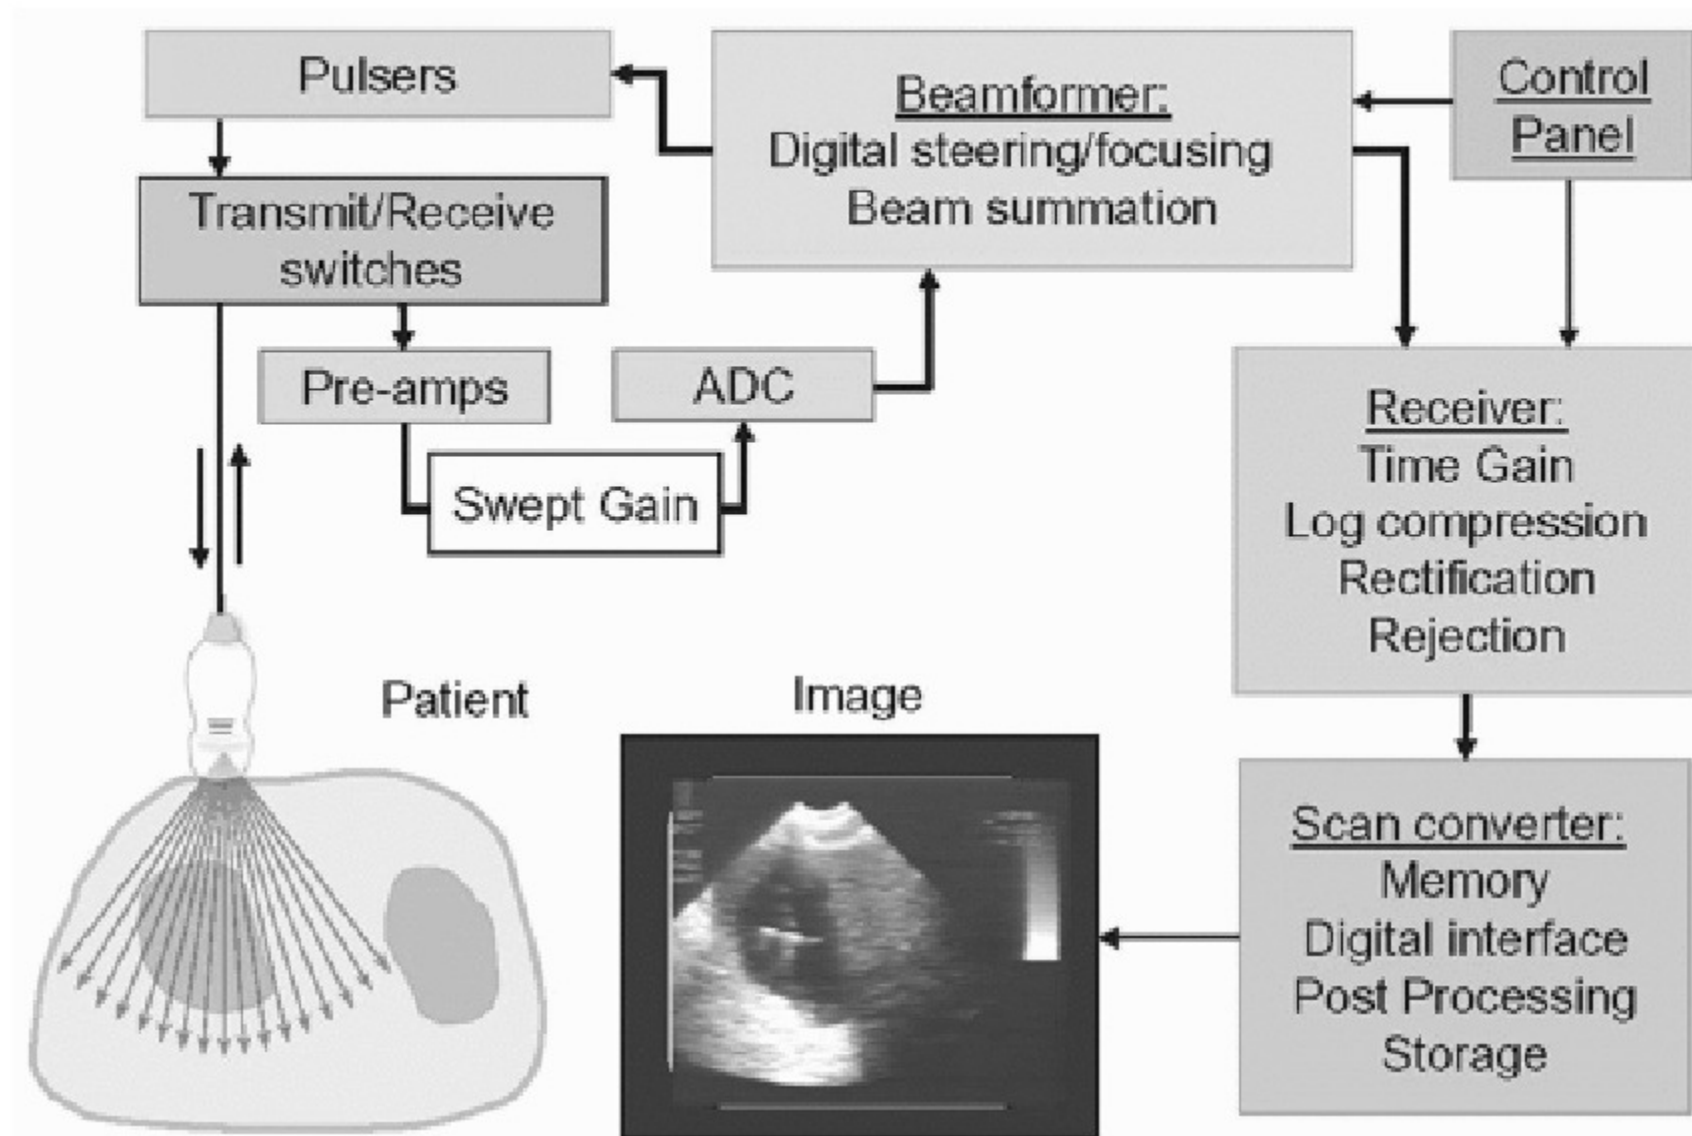 Pulsers
Beamformer:
Digital steering/focusing
Beam summation
Control
Panel
Transmit/Receive
switches
Pre-amps
ADC
Swept Gain
Receiver:
Time Gain
Log compression
Rectification
Rejection
Patient
Image
Scan converter:
Memory
Digital interface
Post Processing
Storage